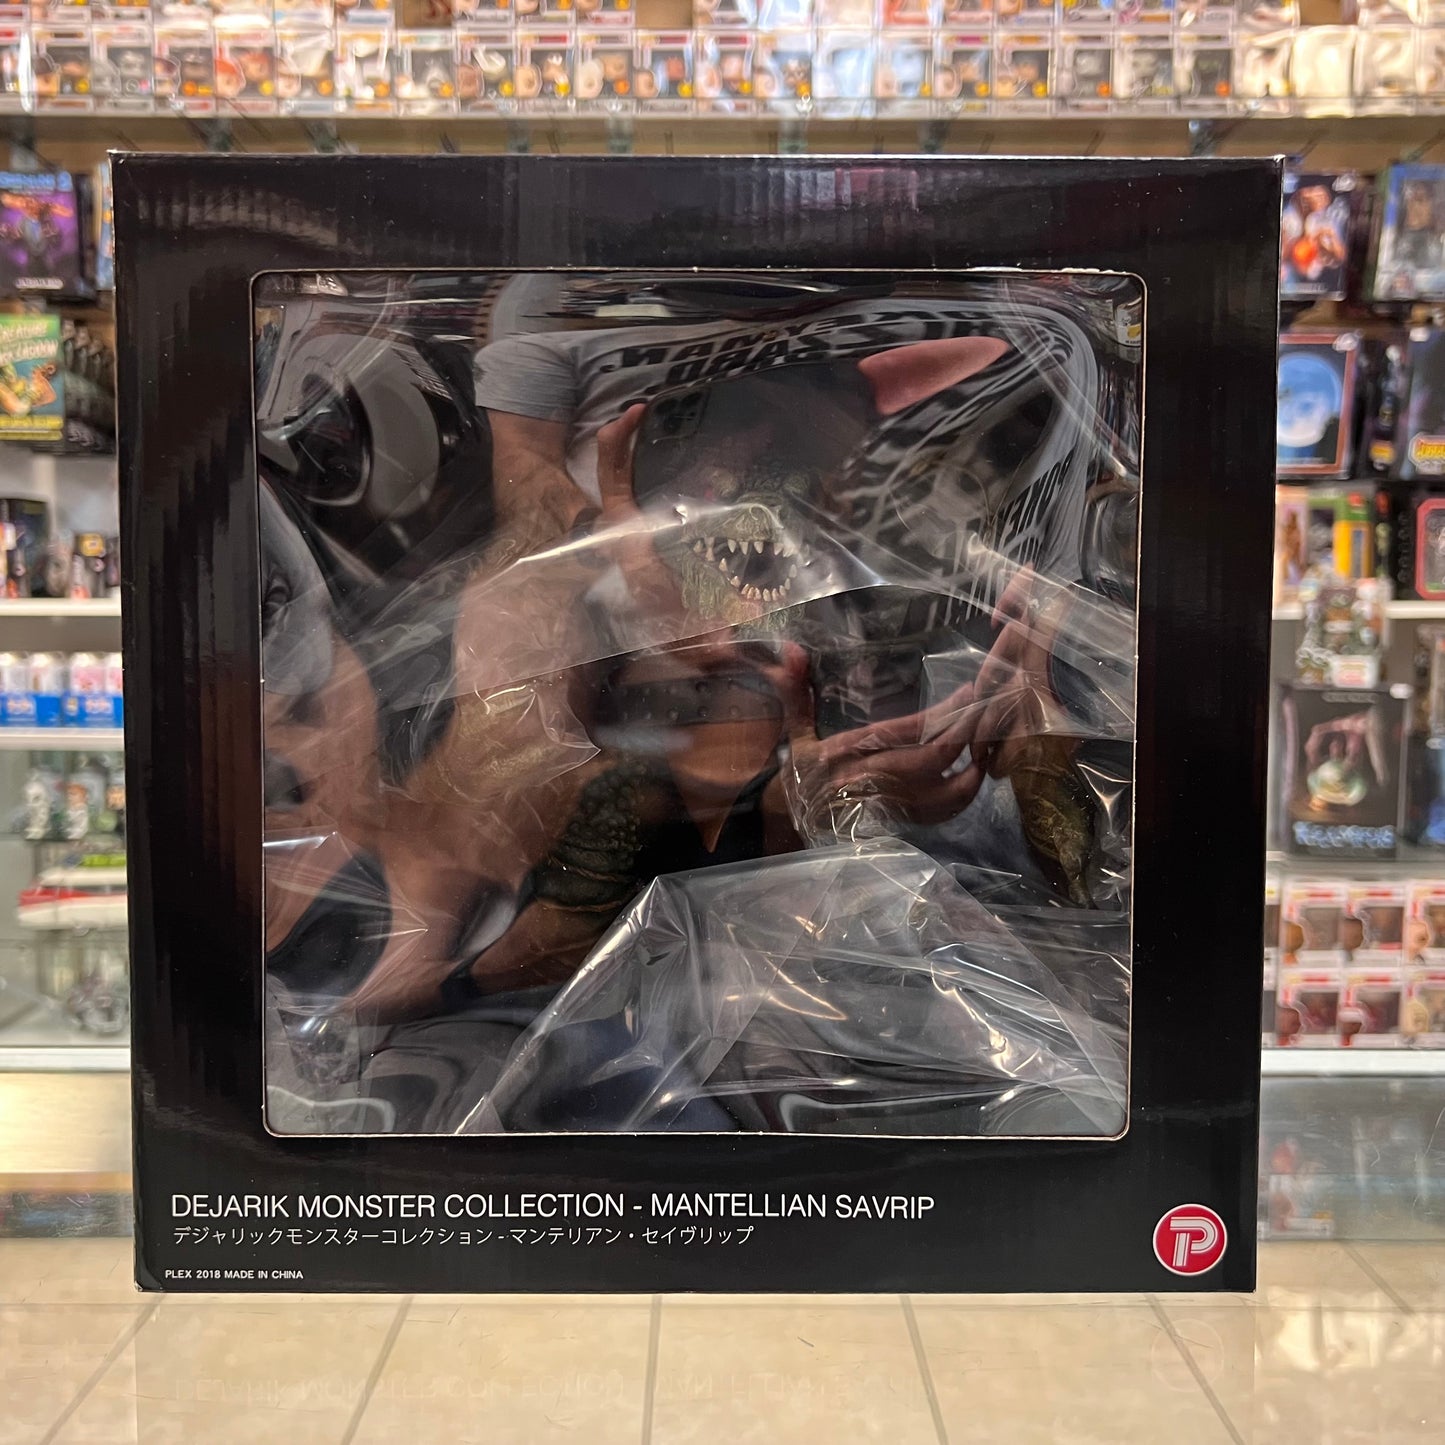 DEJARIK MONSTER COLLECTION - MANTELLIAN SAVRIP
デジャリックモンスターコレクション - マンテリアン・セイヴリップ
PLEX 2018 MADE IN CHINA
P